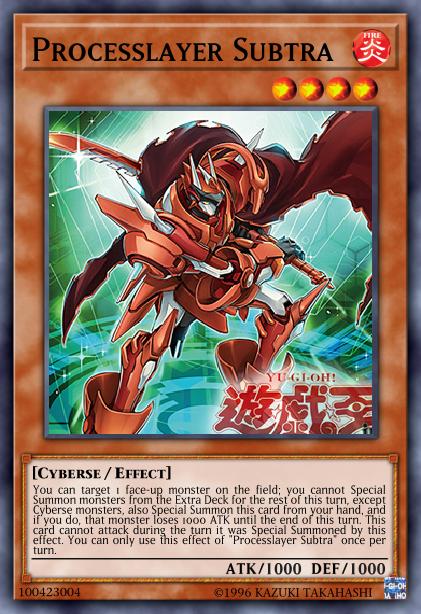 PROCESSLAYER SUBTRA
FIRE
炎
YU-GI-OH!
遊戯王
[CYBERSE / EFFECT]
You can target 1 face-up monster on the field; you cannot Special
Summon monsters from the Extra Deck for the rest of this turn, except
Cyberse monsters, also Special Summon this card from your hand, and
if you do, that monster loses 1000 ATK until the end of this turn. This
card cannot attack during the turn it was Special Summoned by this
effect. You can only use this effect of "Processlayer Subtra" once per
turn.
ATK/1000 DEF/1000
100423004
©1996 KAZUKI TAKAHASHI